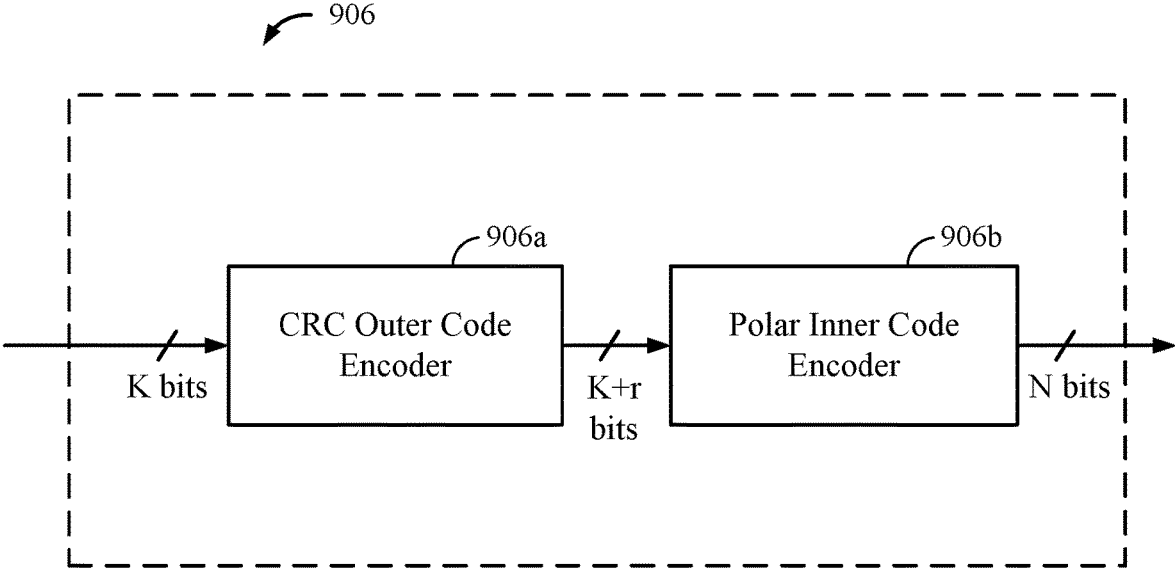 906
906a
906b
CRC Outer Code
Encoder
Polar Inner Code
Encoder
K bits
K+r
bits
N bits